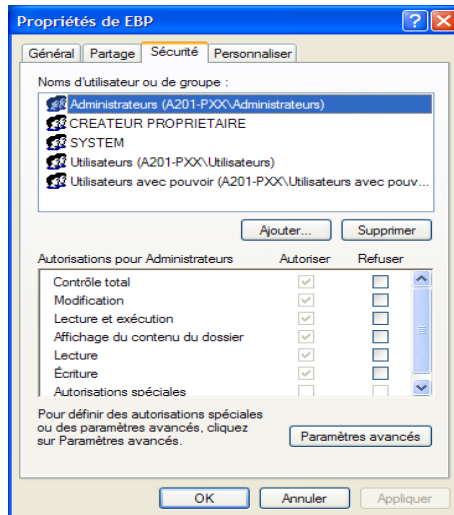 Propriétés de EBP
Général Partage Sécurité Personnaliser
Noms d'utilisateur ou de groupe :
Administrateurs (A201-PXX\Administrateurs)
CREATEUR PROPRIETAIRE
SYSTEM
Utilisateurs (A201-PXX\Utilisateurs)
Utilisateurs avec pouvoir (A201-PXX\Utilisateurs avec pouv...
Ajouter... Supprimer
Autorisations pour Administrateurs Autoriser Refuser
Contrôle total
Modification
Lecture et exécution
Affichage du contenu du dossier
Lecture
Écriture
Autorisations spéciales
Pour définir des autorisations spéciales
ou des paramètres avancés, cliquez
sur Paramètres avancés.
Paramètres avancés
OK Annuler Appliquer